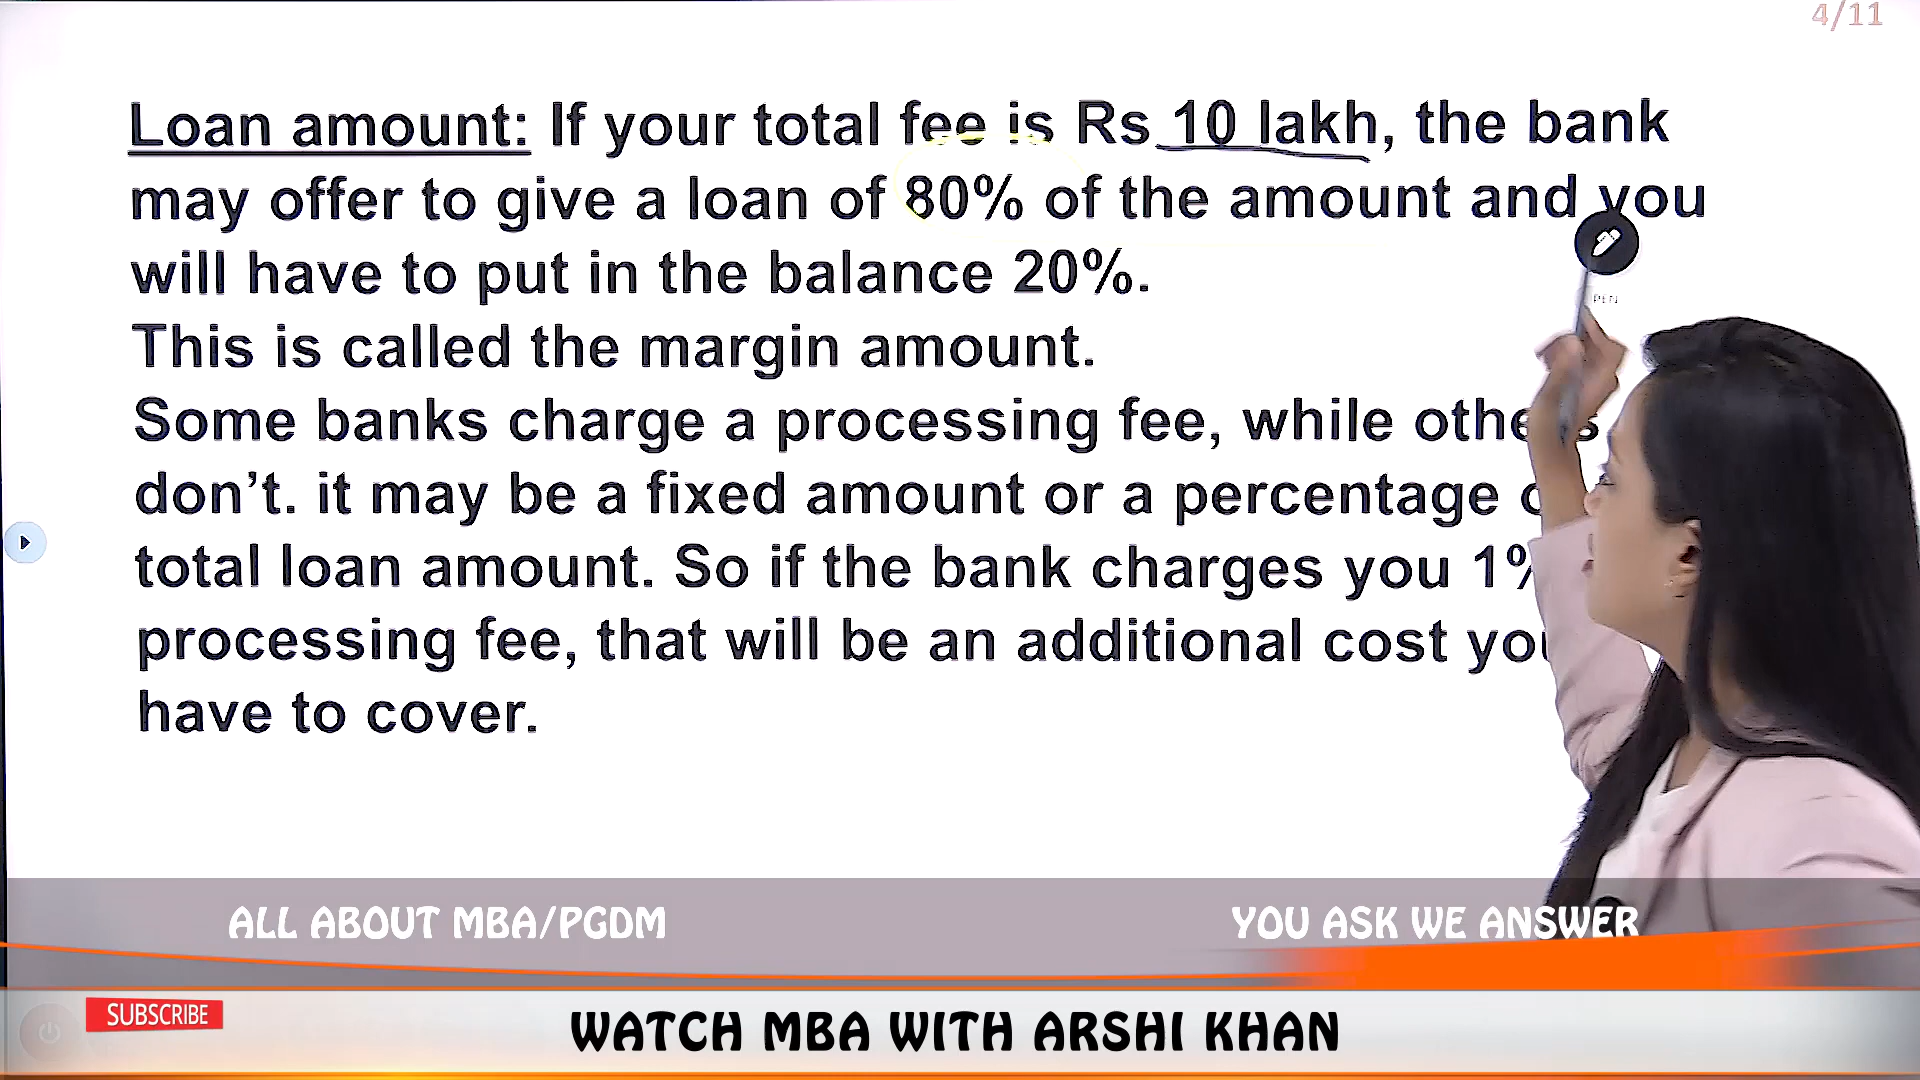 4/11
Loan amount: If your total fee is Rs 10 lakh, the bank
may offer to give a loan of 80% of the amount and you
will have to put in the balance 20%.
PEN
This is called the margin amount.
Some banks charge a processing fee, while others
don’t. it may be a fixed amount or a percentage
total loan amount. So if the bank charges you 1%
processing fee, that will be an additional cost you
have to cover.
ALL ABOUT MBA/PGDM
YOU ASK WE ANSWER
SUBSCRIBE
WATCH MBA WITH ARSHI KHAN